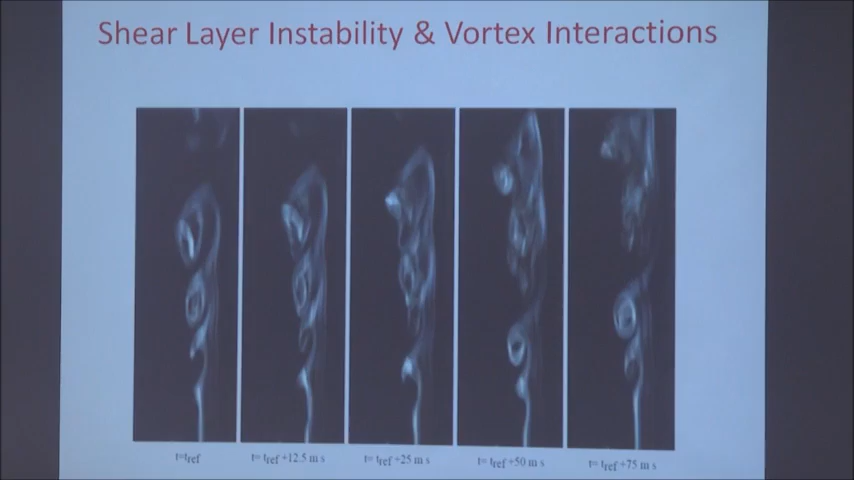 Shear Layer Instability & Vortex Interactions
t=tref
t= tref +12.5 m s
t= tref +25 m s
t= tref +50 m s
t= tref +75 m s